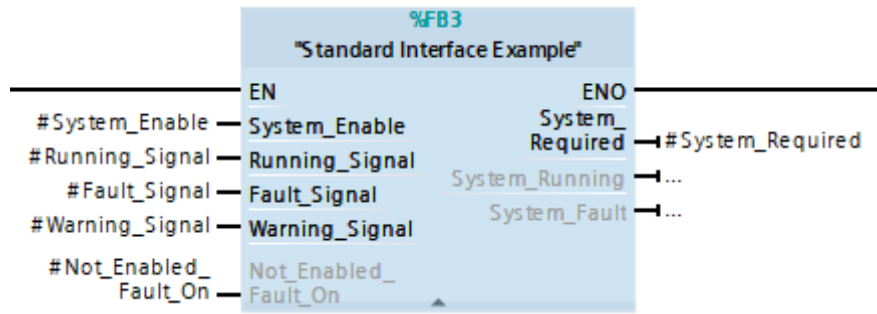 %FB3
"Standard Interface Example"
EN ENO
#System_Enable System_Enable System_
Required #System_Required
#Running_Signal Running_Signal
System_Running ...
#Fault_Signal Fault_Signal
System_Fault ...
#Warning_Signal Warning_Signal
#Not_Enabled_ Not_Enabled_
Fault_On Fault_On